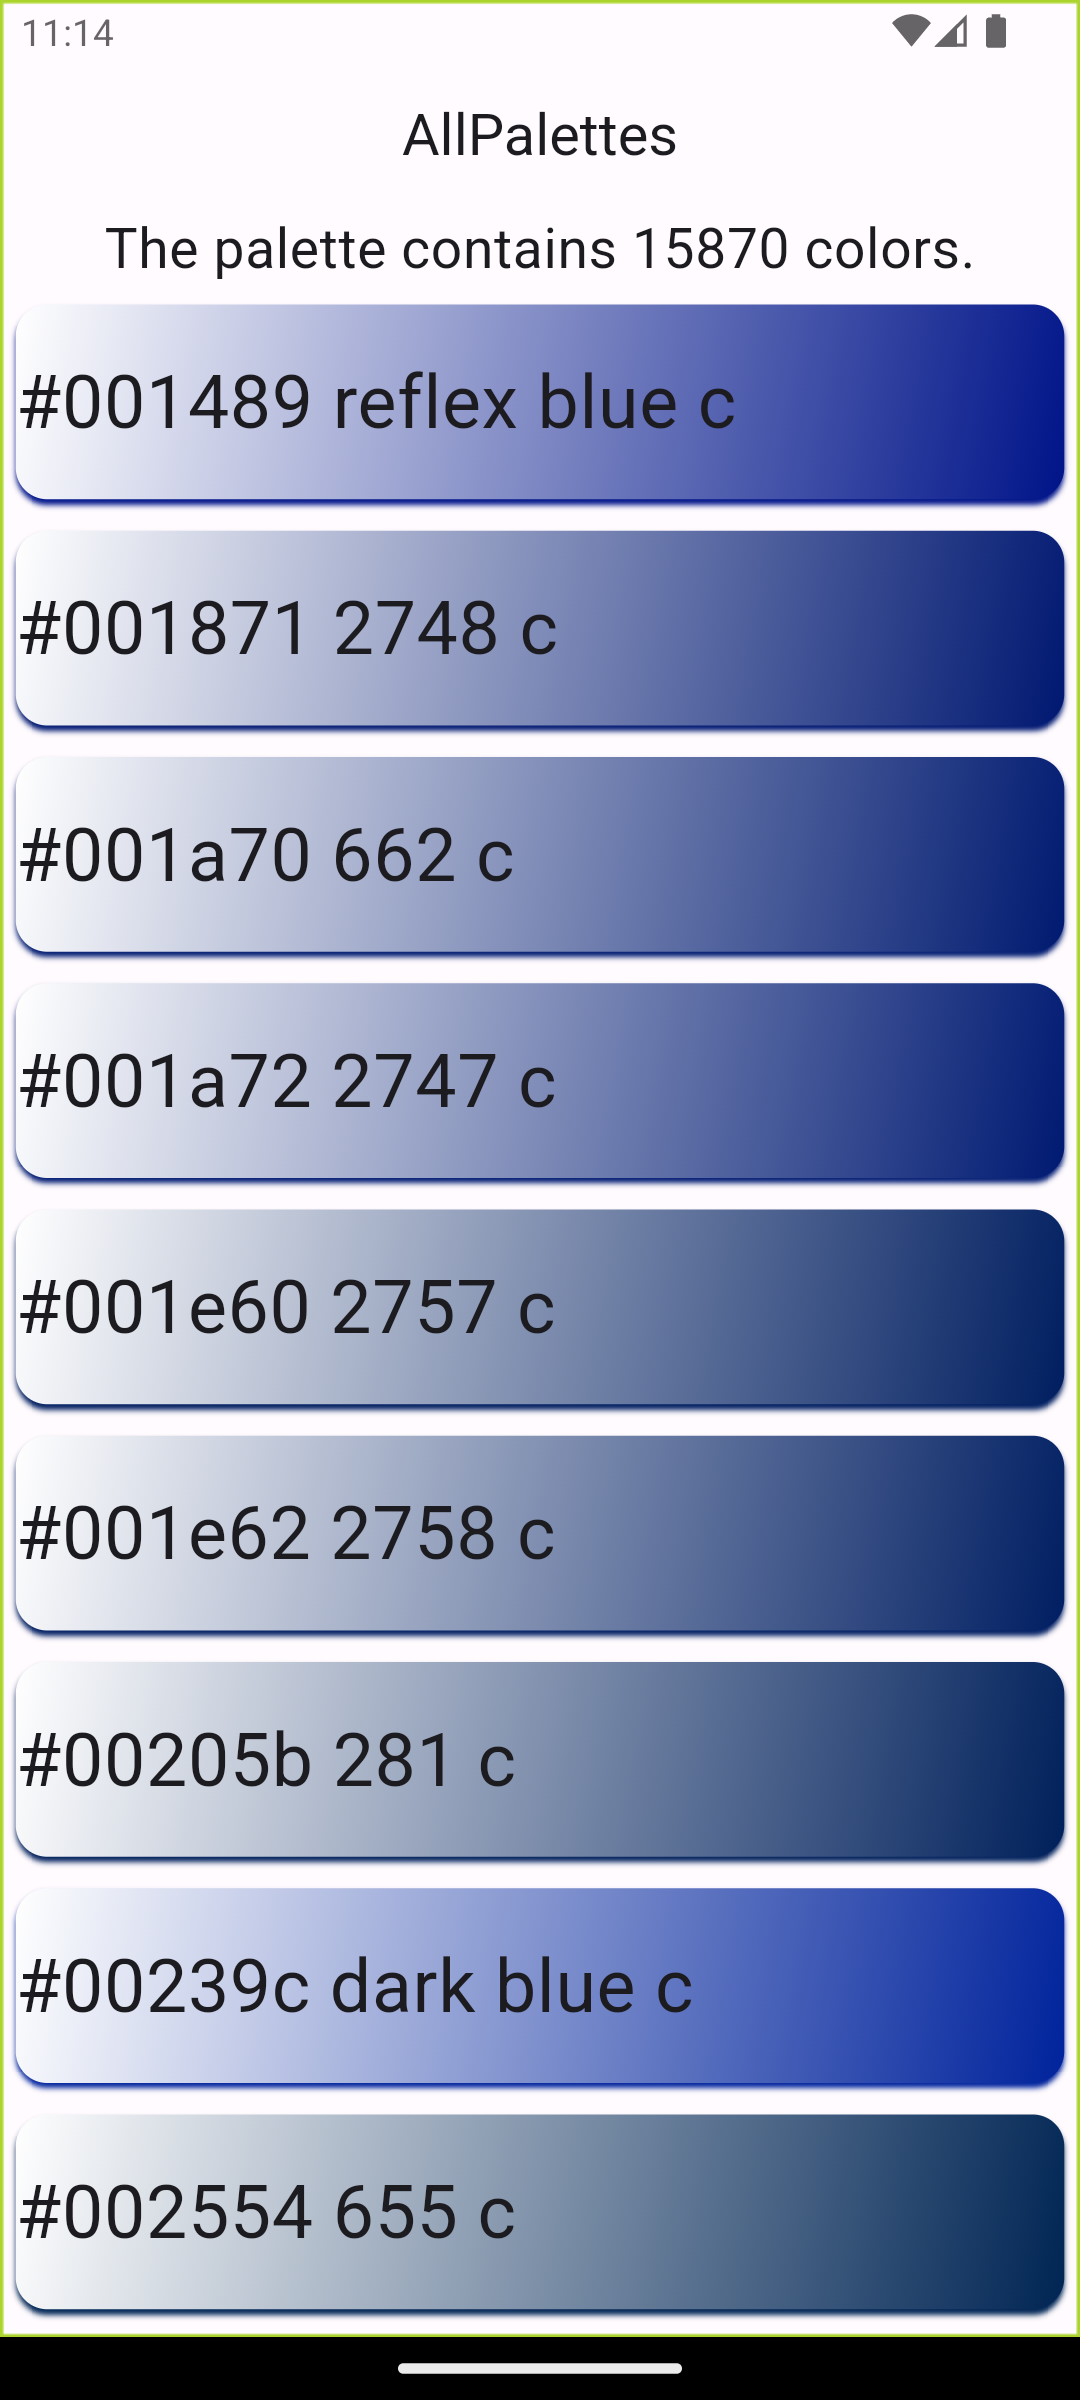 11:14
AllPalettes
The palette contains 15870 colors.
#001489 reflex blue c
#001871 2748 c
#001a70 662 c
#001a72 2747 c
#001e60 2757 c
#001e62 2758 c
#00205b 281 c
#00239c dark blue c
#002554 655 c